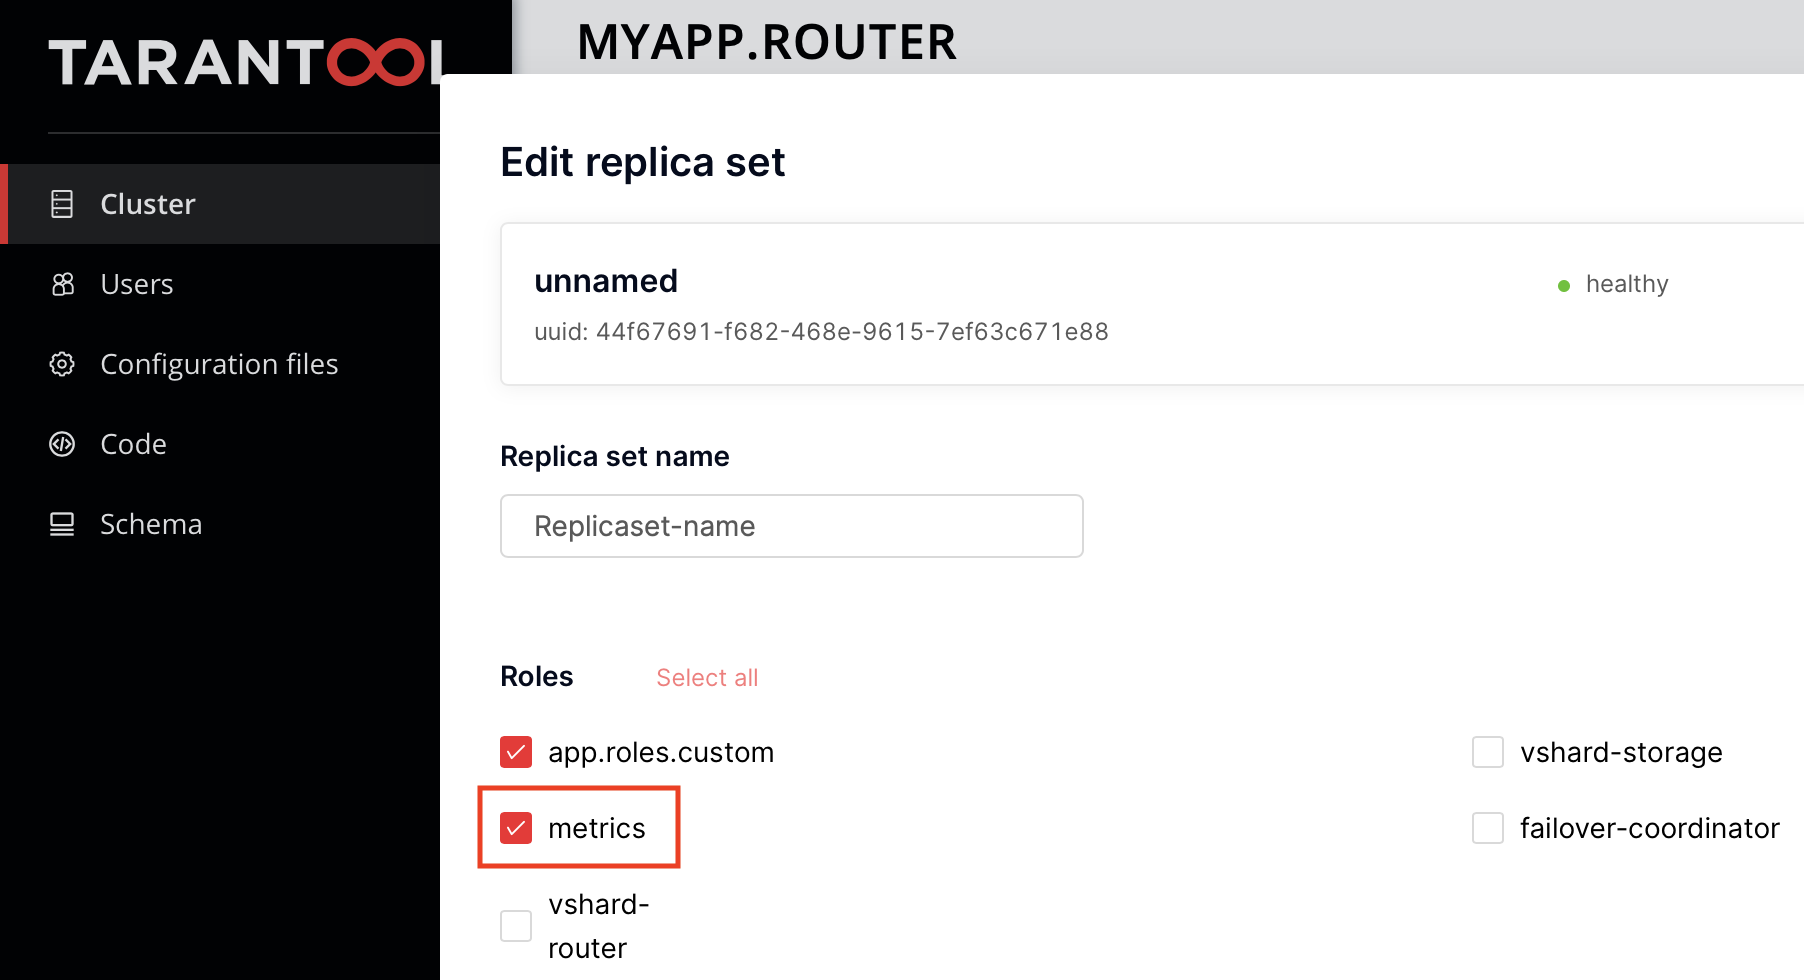 TARANTOOL
MYAPP.ROUTER
Cluster
Users
Configuration files
Code
Schema
Edit replica set
unnamed
healthy
uuid: 44f67691-f682-468e-9615-7ef63c671e88
Replica set name
Replicaset-name
Roles Select all
app.roles.custom
vshard-storage
metrics
failover-coordinator
vshard-
router